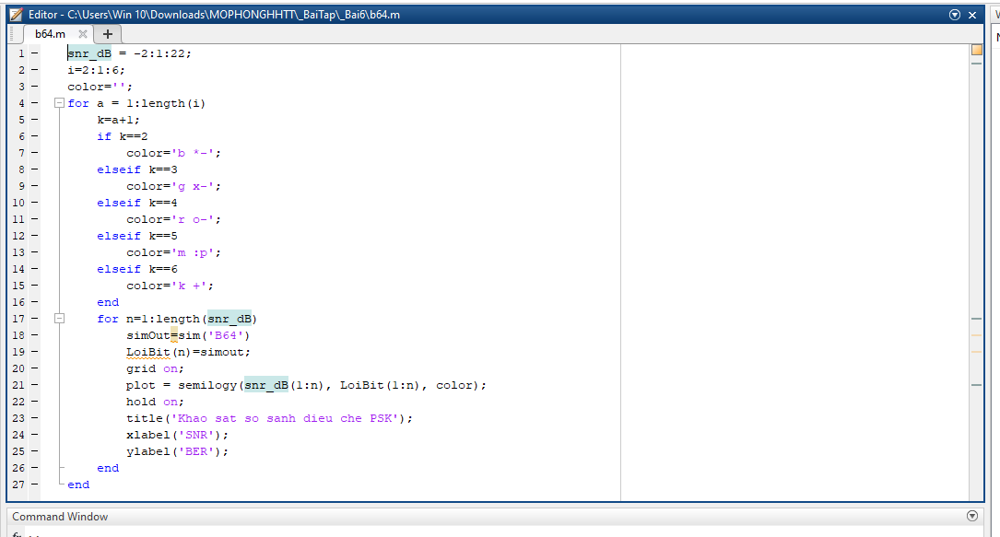 Editor - C:\Users\Win 10\Downloads\MOPHONGHHTT\_BaiTap\_Bai6\b64.m
b64.m
1 snr_dB = -2:1:22;
2 i=2:1:6;
3 color='';
4 for a = 1:length(i)
5 k=a+1;
6 if k==2
7 color='b *-';
8 elseif k==3
9 color='g x-';
10 elseif k==4
11 color='r o-';
12 elseif k==5
13 color='m :p';
14 elseif k==6
15 color='k +';
16 end
17 for n=1:length(snr_dB)
18 simOut=sim('B64')
19 LoiBit(n)=simout;
20 grid on;
21 plot = semilogy(snr_dB(1:n), LoiBit(1:n), color);
22 hold on;
23 title('Khao sat so sanh dieu che PSK');
24 xlabel('SNR');
25 ylabel('BER');
26 end
27 end
Command Window